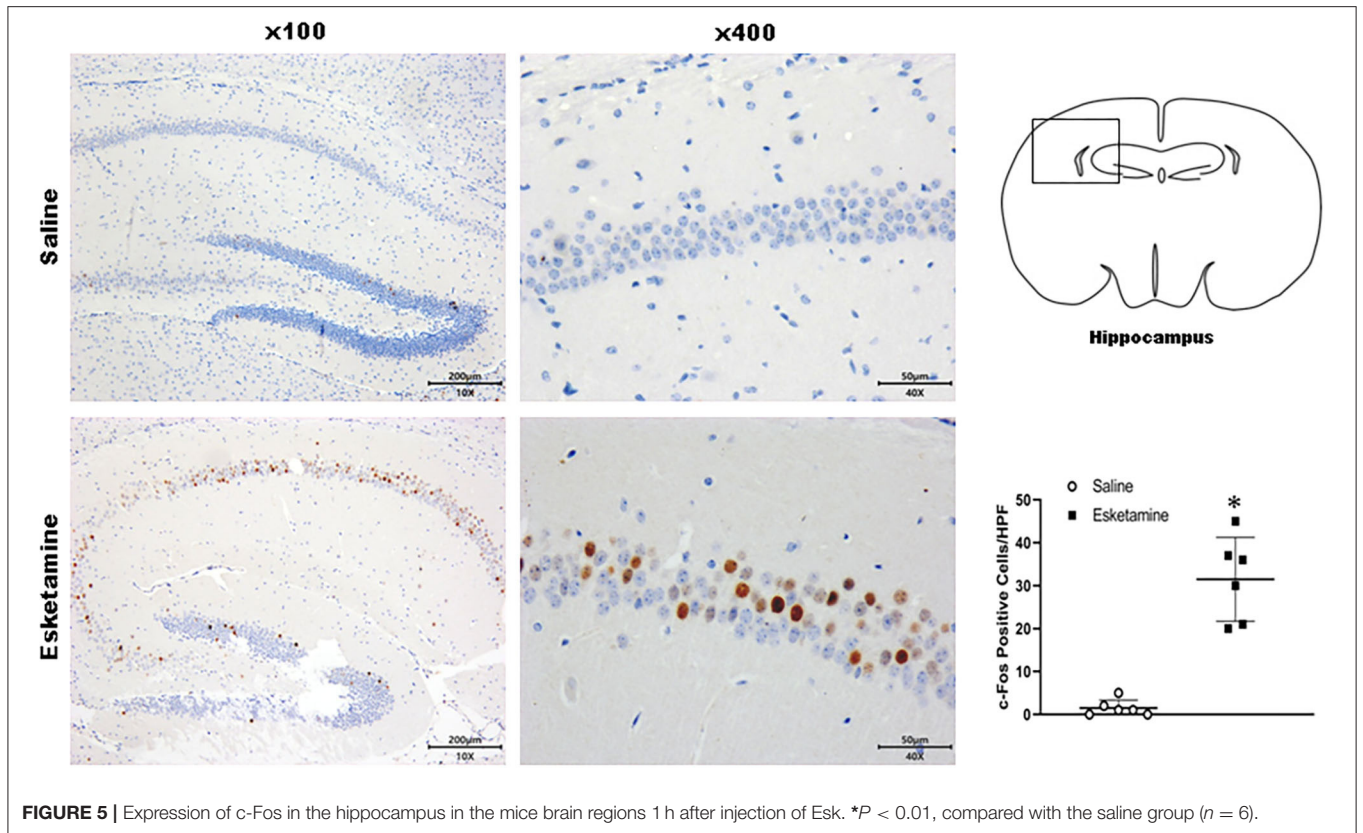 x100
x400
Saline
200µm
10X
50µm
40X
Hippocampus
Esketamine
200µm
10X
50µm
40X
c-Fos Positive Cells/HPF
50
40
30
20
10
0
Saline
Esketamine
*
FIGURE 5 | Expression of c-Fos in the hippocampus in the mice brain regions 1 h after injection of Esk. *P < 0.01, compared with the saline group (n = 6).